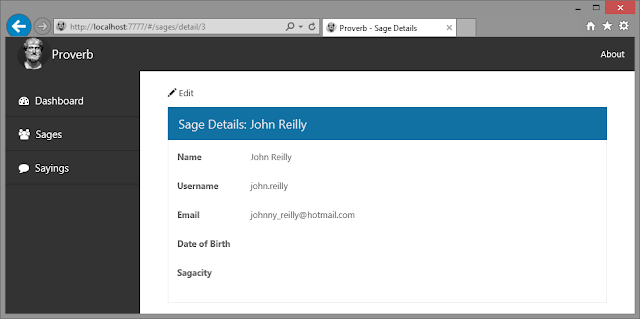 http://localhost:7777/#/sages/detail/3
Proverb - Sage Details
Proverb
About
Dashboard
Sages
Sayings
Edit
Sage Details: John Reilly
Name John Reilly
Username john.reilly
Email johnny_reilly@hotmail.com
Date of Birth
Sagacity